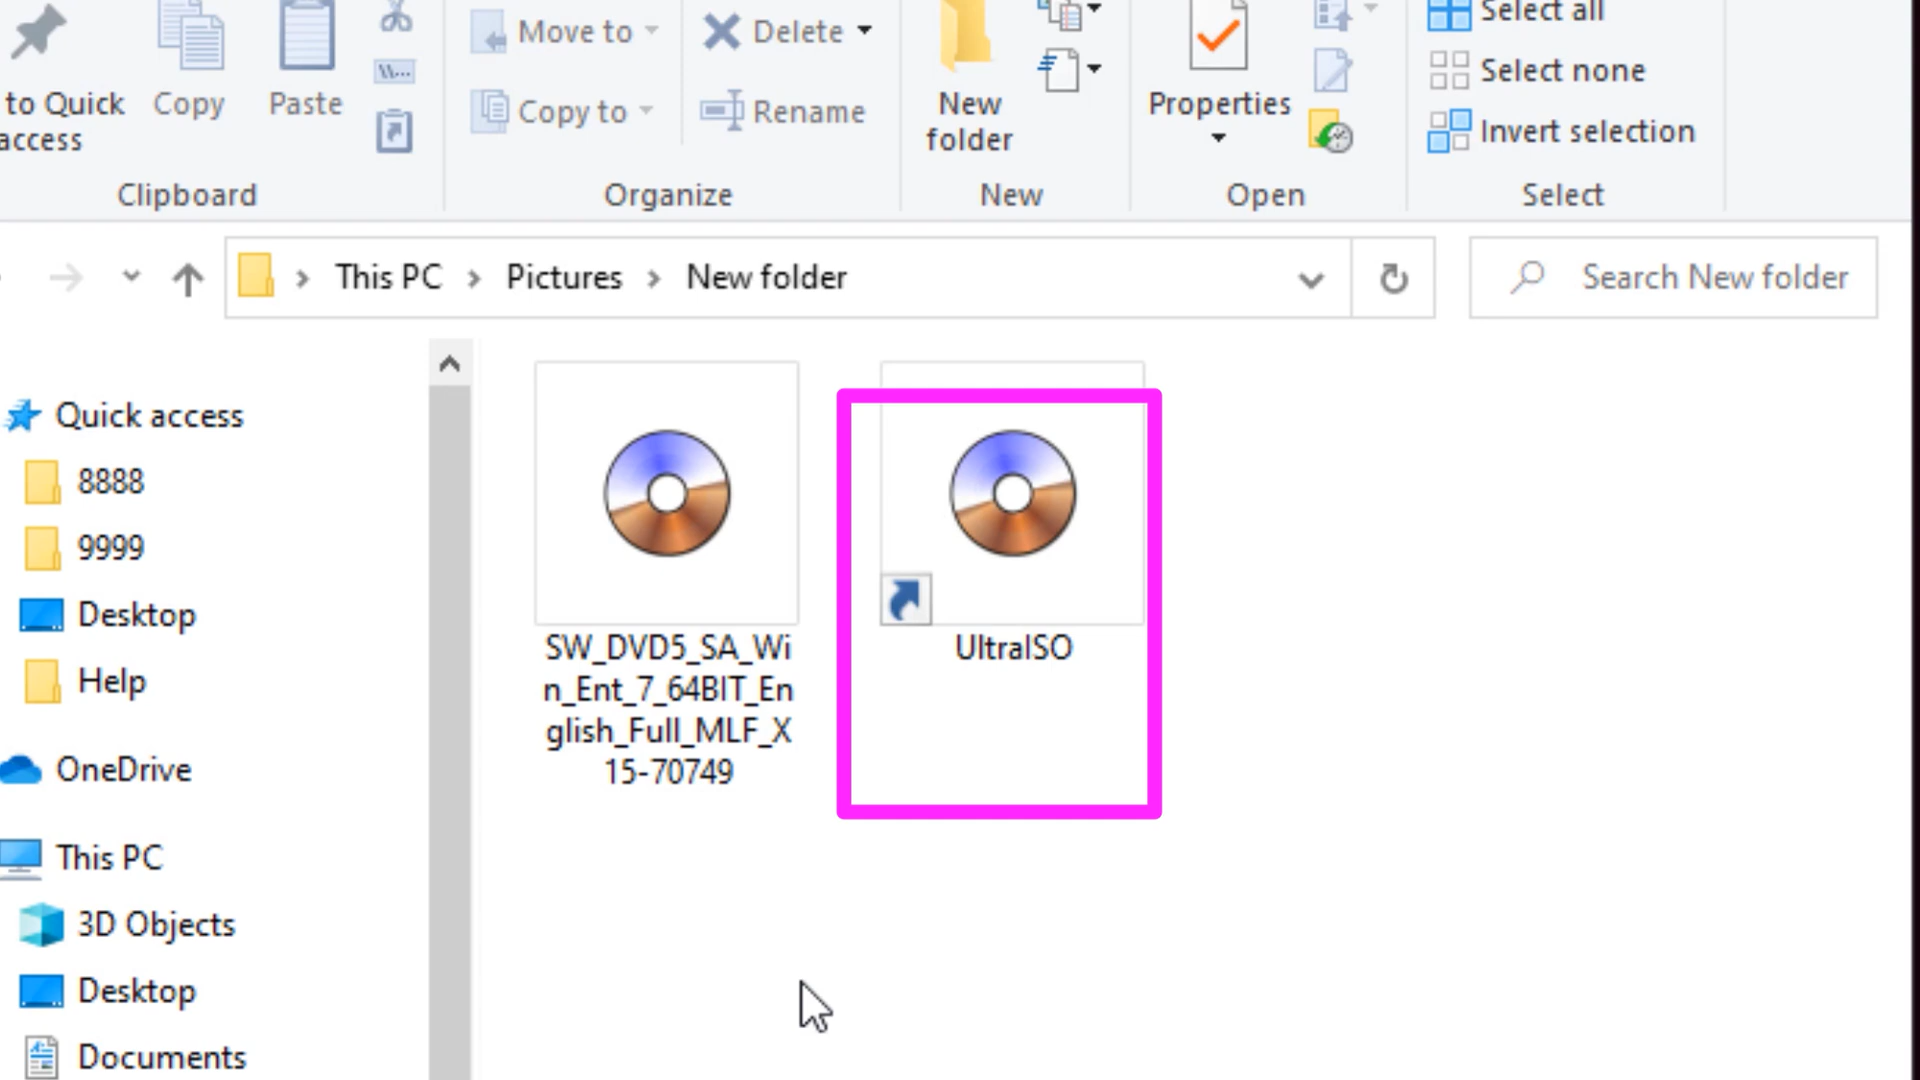 Select all
Move to
Delete
to Quick
access
Copy
Paste
Copy to
Rename
New
folder
Properties
Select none
Invert selection
Clipboard
Organize
New
Open
Select
This PC
Pictures
New folder
Search New folder
Quick access
8888
9999
Desktop
Help
OneDrive
This PC
3D Objects
Desktop
Documents
SW_DVD5_SA_Wi
n_Ent_7_64BIT_En
glish_Full_MLF_X
15-70749
UltraISO